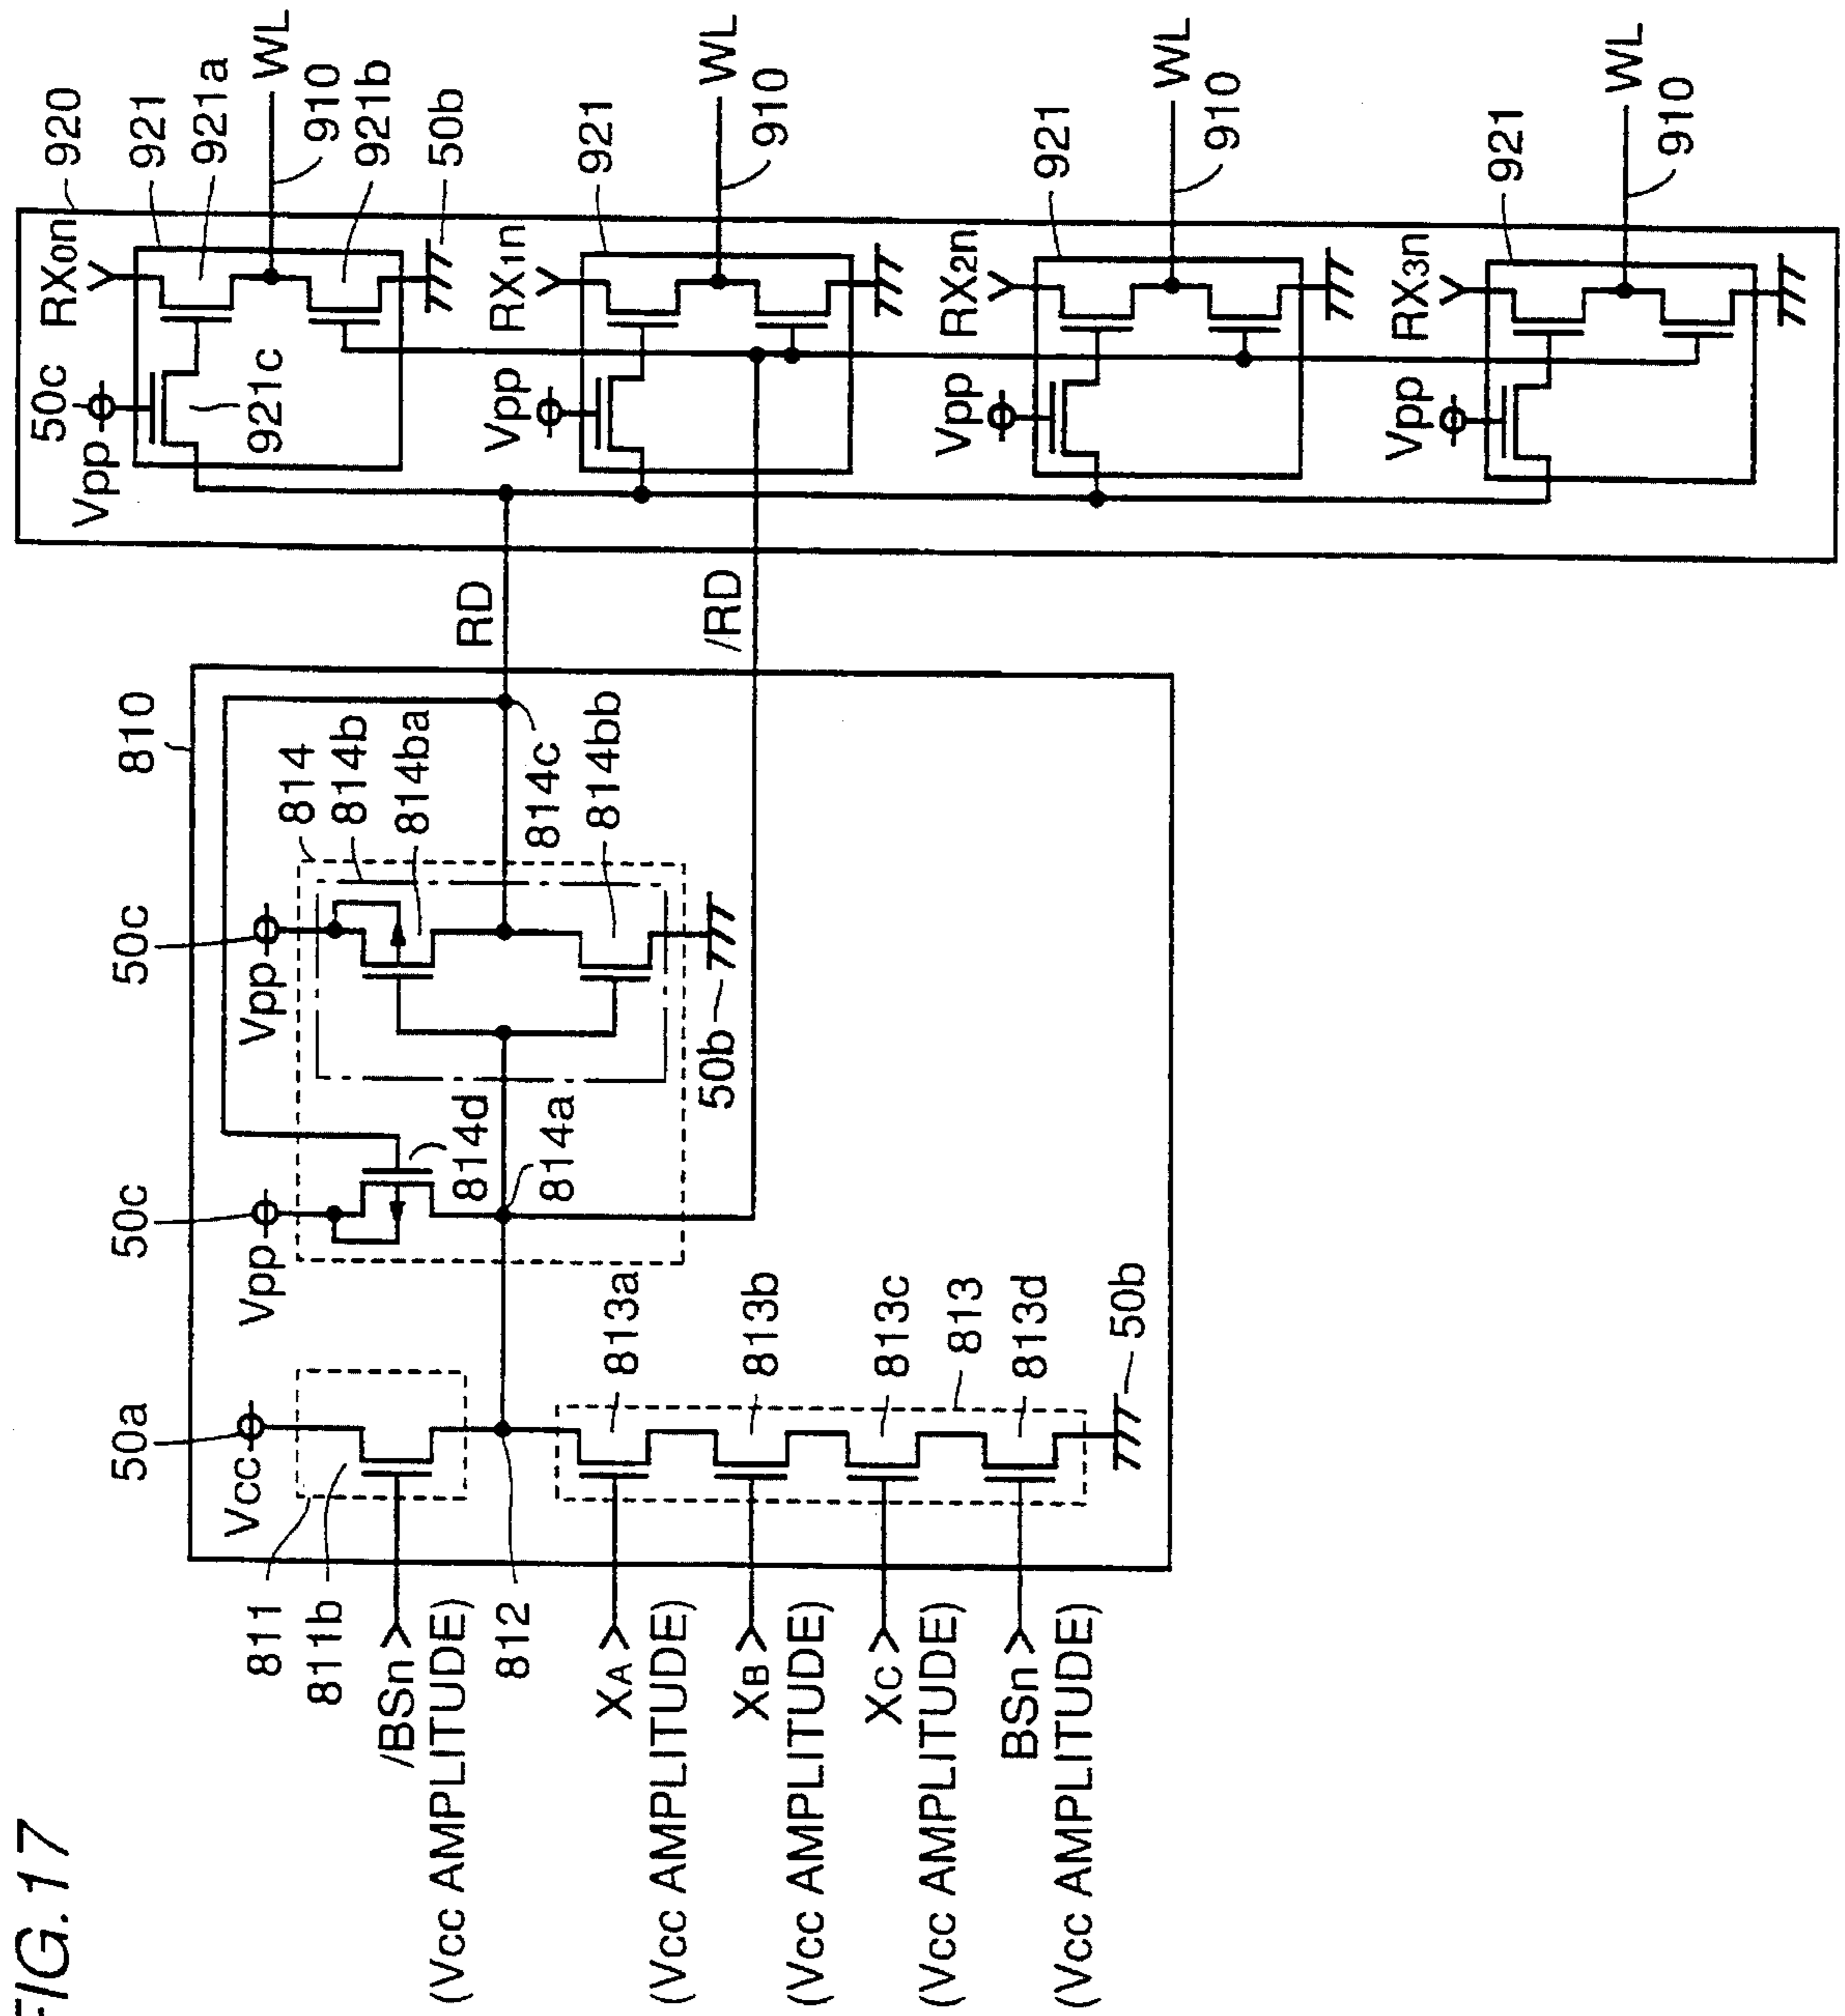 FIG. 17
810
920
50a
Vcc
811
811b
/BSn
(Vcc AMPLITUDE)
812
XA
(Vcc AMPLITUDE)
XB
(Vcc AMPLITUDE)
XC
(Vcc AMPLITUDE)
BSn
(Vcc AMPLITUDE)
813a
813b
813c
813
813d
50b
50c
Vpp
814d
814a
50c
Vpp
814
814b
814ba
814c
814bb
50b
RD
/RD
50c
Vpp
921c
RX0n
921
921a
WL
910
921b
50b
Vpp
RX1n
921
WL
910
Vpp
RX2n
921
WL
910
Vpp
RX3n
921
WL
910